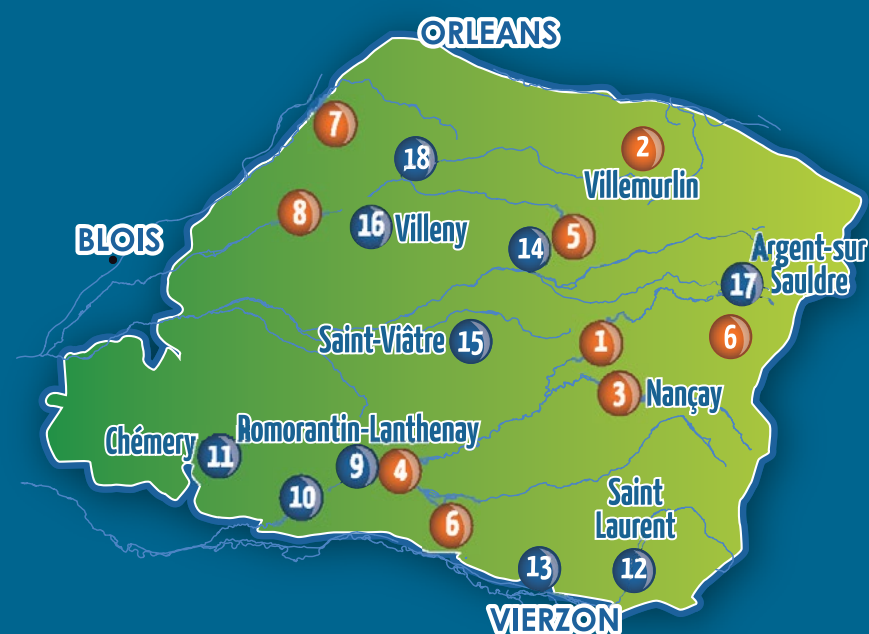 ORLEANS
7
2
18
Villemurlin
8
16 Villeny
5
BLOIS
14
Argent-sur
Sauldre
17
Saint-Viâtre 15
1
6
3 Nançay
Romorantin-Lanthenay
Chémery
11
9
4
10
Saint
Laurent
6
13
12
VIERZON